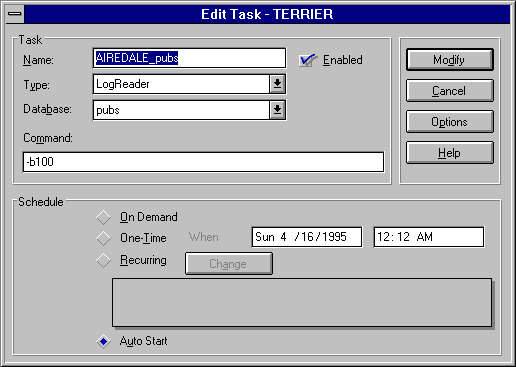 Edit Task - TERRIER
Task
Name: AIREDALE_pubs Enabled
Type: LogReader
Database: pubs
Command:
-b100
Modify
Cancel
Options
Help
Schedule
On Demand
One-Time When Sun 4 /16/1995 12:12 AM
Recurring Change
Auto Start